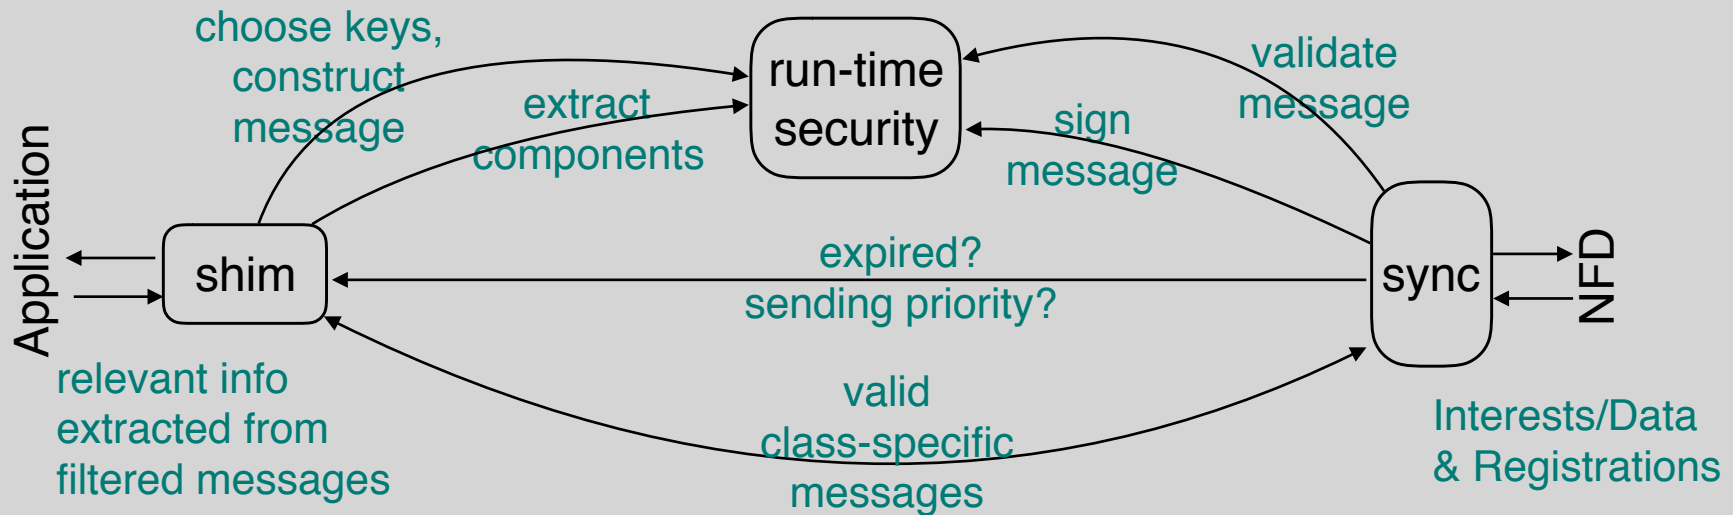 choose keys,
construct
message
extract
components
run-time
security
validate
message
sign
message
Application
shim
expired?
sending priority?
sync
NFD
relevant info
extracted from
filtered messages
valid
class-specific
messages
Interests/Data
& Registrations